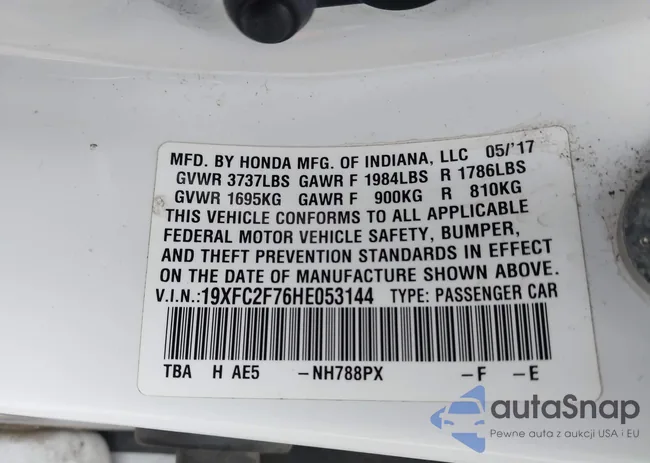 MFD. BY HONDA MFG. OF INDIANA, LLC 05/'17
GVWR 3737LBS GAWR F 1984LBS R 1786LBS
GVWR 1695KG GAWR F 900KG R 810KG
THIS VEHICLE CONFORMS TO ALL APPLICABLE
FEDERAL MOTOR VEHICLE SAFETY, BUMPER,
AND THEFT PREVENTION STANDARDS IN EFFECT
ON THE DATE OF MANUFACTURE SHOWN ABOVE.
V.I.N.:19XFC2F76HE053144 TYPE: PASSENGER CAR
TBA H AE5 -NH788PX -F -E
autaSnap
Pewne auta z aukcji USA i EU